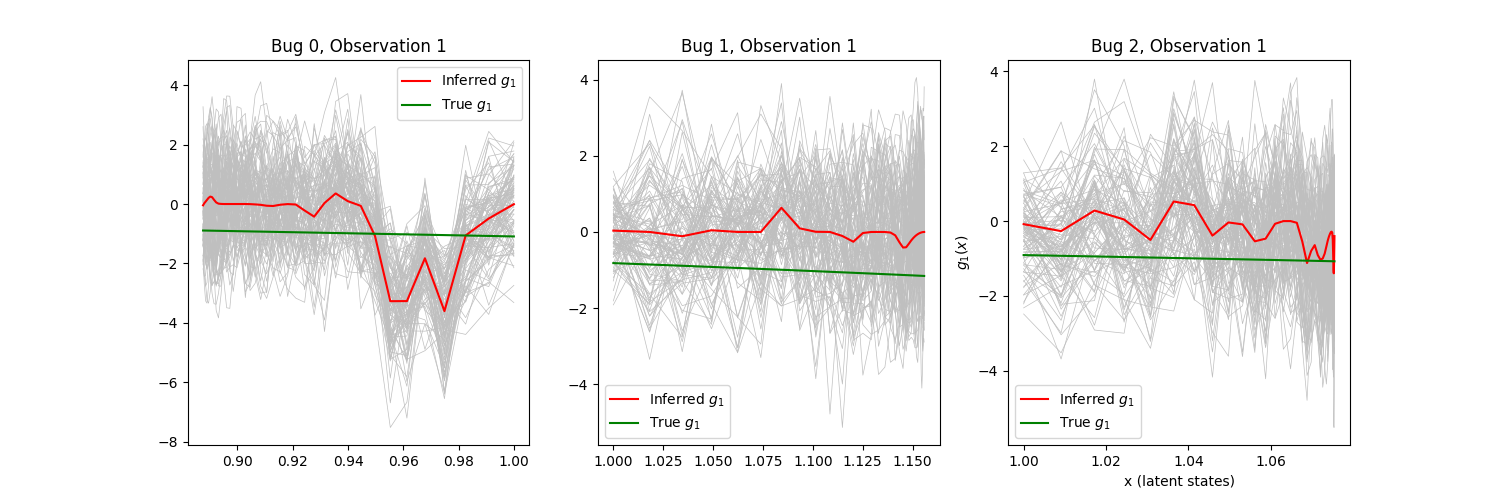 Bug 0, Observation 1
4
2
0
−2
−4
−6
−8
0.90 0.92 0.94 0.96 0.98 1.00
Inferred g₁
True g₁
Bug 1, Observation 1
4
2
0
−2
−4
1.000 1.025 1.050 1.075 1.100 1.125 1.150
Inferred g₁
True g₁
Bug 2, Observation 1
g₁(x)
4
2
0
−2
−4
1.00 1.02 1.04 1.06
x (latent states)
Inferred g₁
True g₁